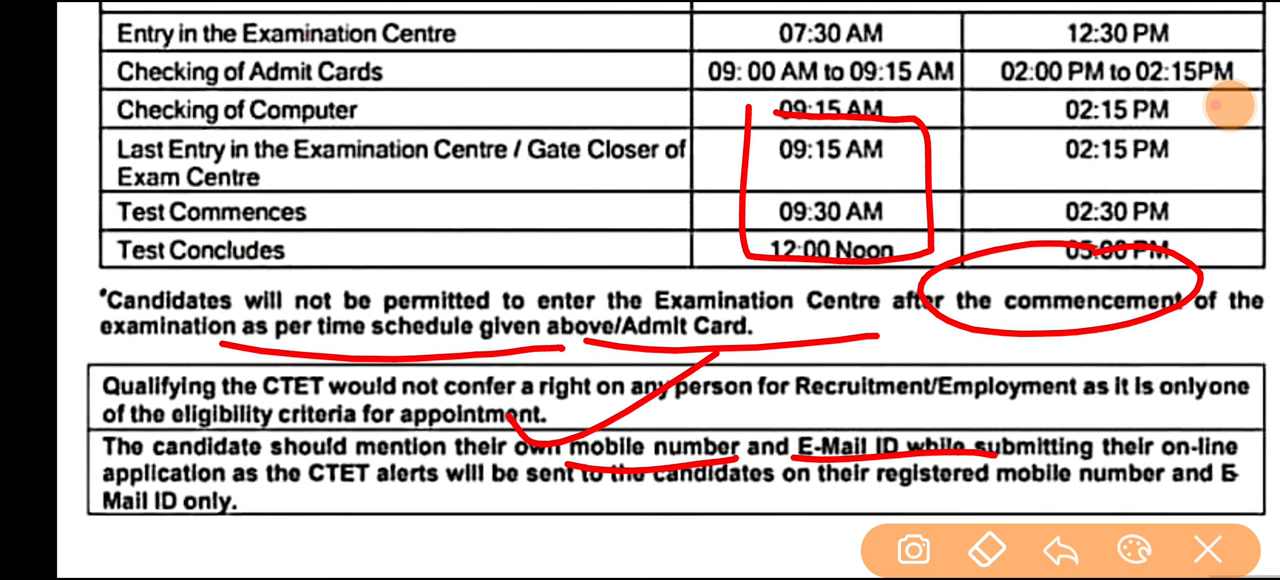 Entry in the Examination Centre 07:30 AM 12:30 PM
Checking of Admit Cards 09: 00 AM to 09:15 AM 02:00 PM to 02:15PM
Checking of Computer 09:15 AM 02:15 PM
Last Entry in the Examination Centre / Gate Closer of 09:15 AM 02:15 PM
Exam Centre
Test Commences 09:30 AM 02:30 PM
Test Concludes 12:00 Noon 05:00 PM
*Candidates will not be permitted to enter the Examination Centre after the commencement of the
examination as per time schedule given above/Admit Card.
Qualifying the CTET would not confer a right on any person for Recruitment/Employment as it is onlyone
of the eligibility criteria for appointment.
The candidate should mention their own mobile number and E-Mail ID while submitting their on-line
application as the CTET alerts will be sent to the candidates on their registered mobile number and E-
Mail ID only.